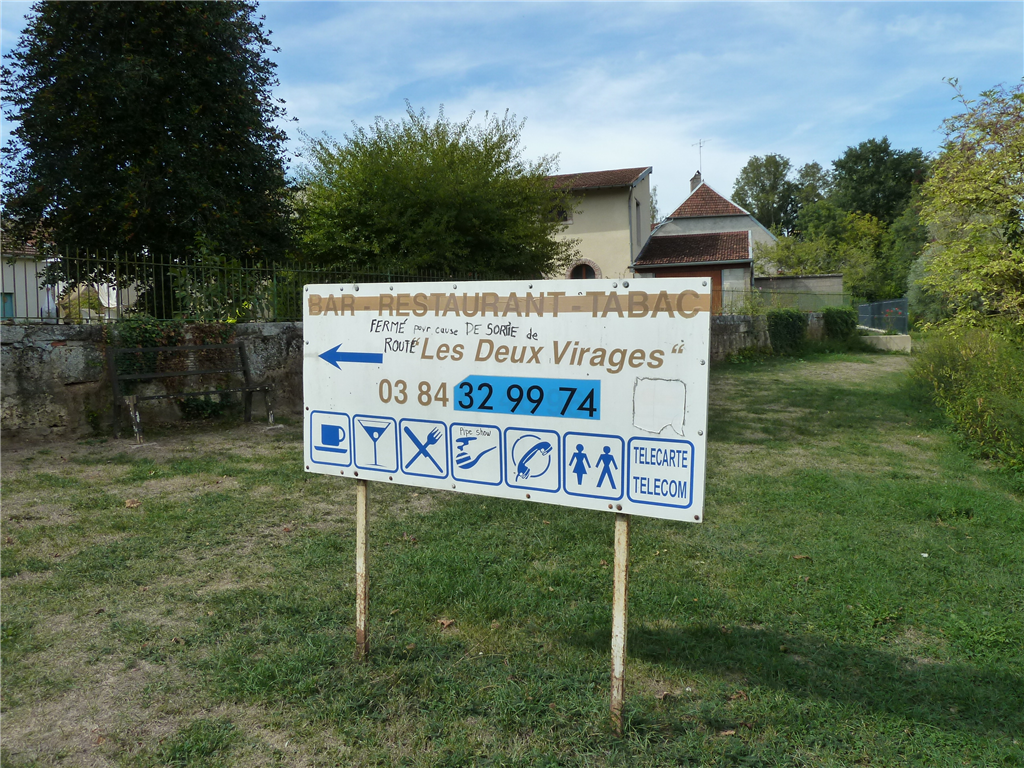 BAR - RESTAURANT - TABAC
FERMÉ pour cause DE SORTIE de
ROUTE
"Les Deux Virages"
03 84 32 99 74
Pipe show
TELECARTE
TELECOM